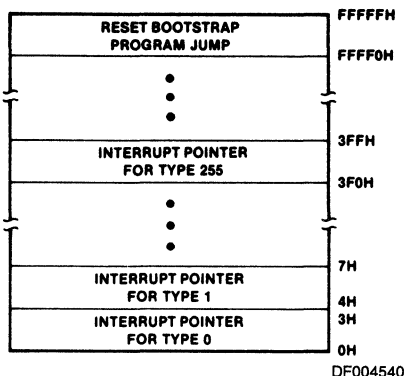 FFFFFH
RESET BOOTSTRAP
PROGRAM JUMP
FFFF0H
3FFH
INTERRUPT POINTER
FOR TYPE 255
3F0H
7H
INTERRUPT POINTER
FOR TYPE 1
4H
3H
INTERRUPT POINTER
FOR TYPE 0
0H
DF004540